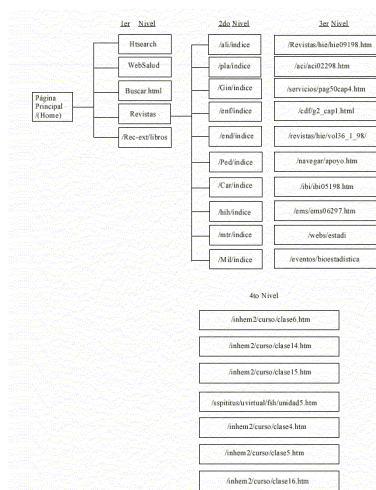 1er Nivel
2do Nivel
3er Nivel
Página
Principal
/(Home)
Htsearch
WebSalud
Buscar.html
Revistas
/Rec-ext/libros
/ali/indice
/pla/indice
/Gin/indice
/enf/indice
/end/indice
/Ped/indice
/Car/indice
/hih/indice
/mtr/indice
/Mil/indice
/Revistas/hie/hie09198.htm
/aci/aci02298.htm
/servicios/pag50cap4.htm
/cdf/g2_cap1.html
/revistas/hie/vol36_1_98/
/navegar/apoyo.htm
/ibi/ibi05198.htm
/ems/ems06297.htm
/webs/estadi
/eventos/bioestadistica
4to Nivel
/inhem2/curso/clase6.htm
/inhem2/curso/clase14.htm
/inhem2/curso/clase15.htm
/sspiritus/uvirtual/fsh/unidad5.htm
/inhem2/curso/clase4.htm
/inhem2/curso/clase5.htm
/inhem2/curso/clase16.htm